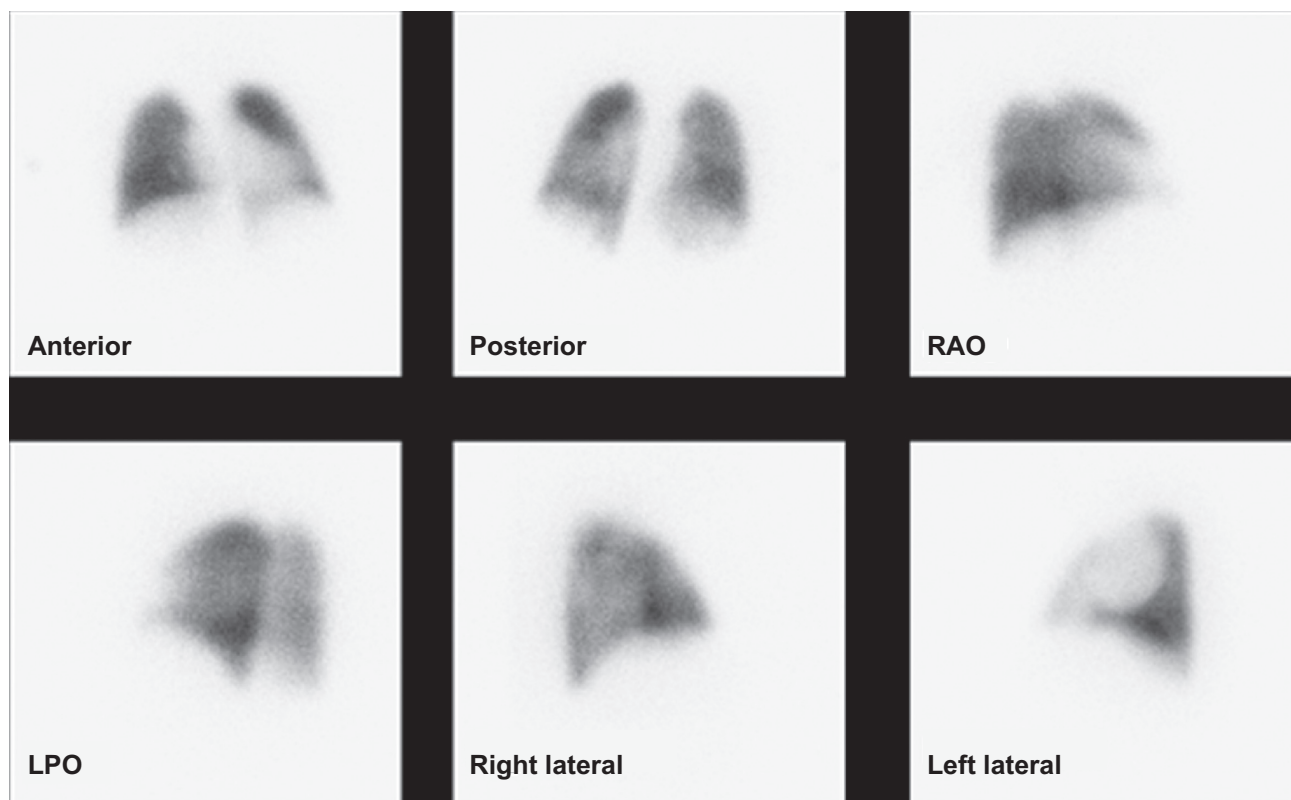 Anterior
Posterior
RAO
LPO
Right lateral
Left lateral